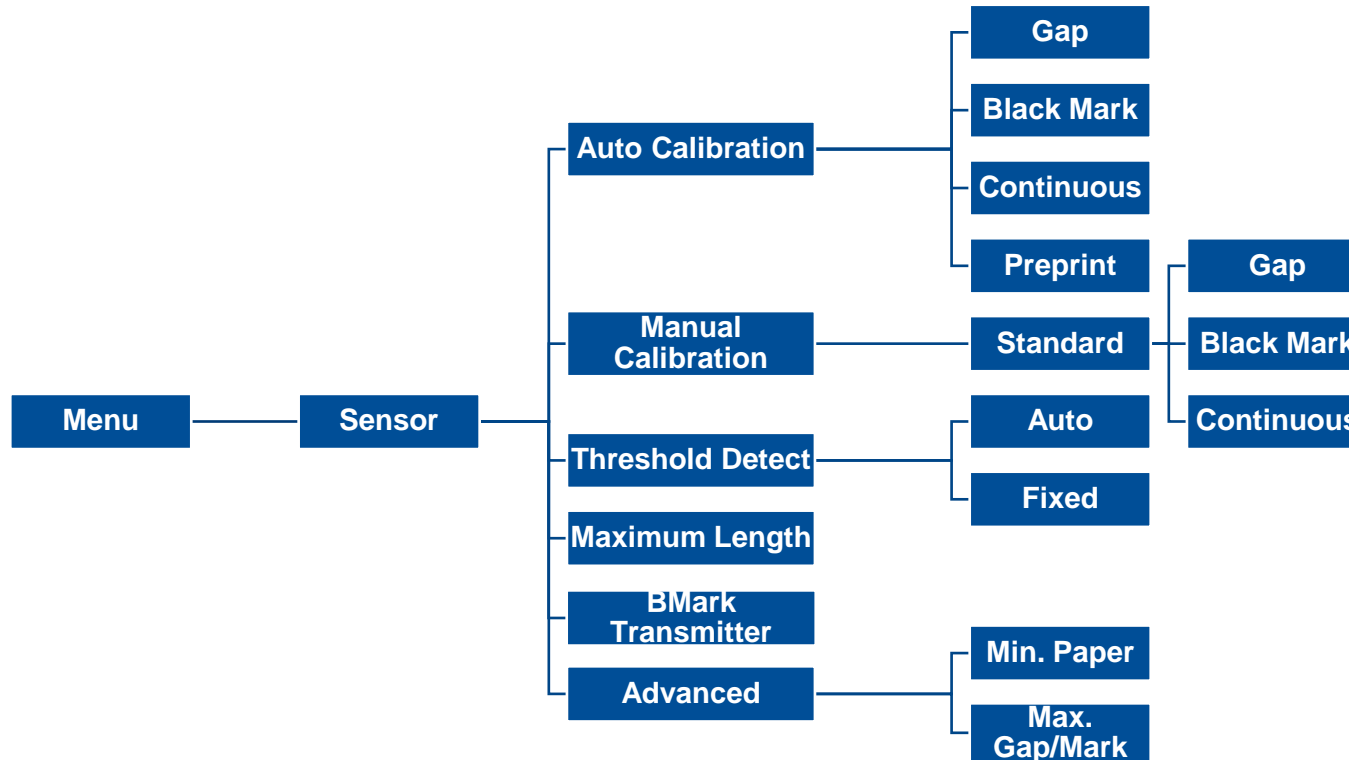 Gap
Black Mark
Auto Calibration
Continuous
Preprint
Gap
Manual
Calibration
Standard
Black Mark
Menu
Sensor
Auto
Continuous
Threshold Detect
Fixed
Maximum Length
BMark
Transmitter
Min. Paper
Advanced
Max.
Gap/Mark